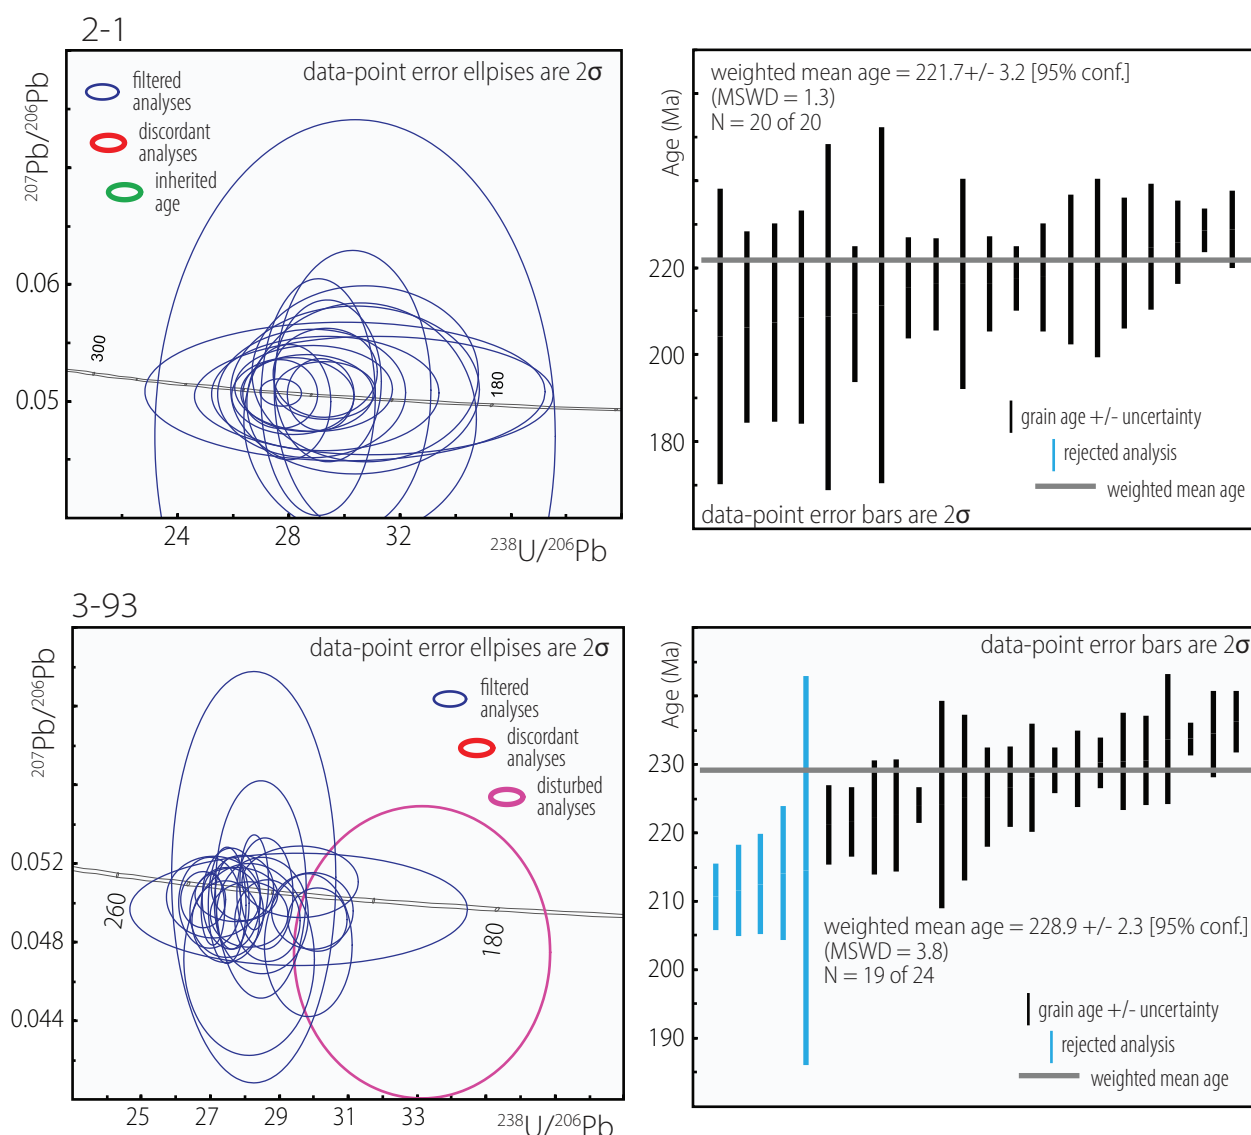 2-1
data-point error ellpises are 2σ
filtered
analyses
discordant
analyses
inherited
age
207Pb/206Pb
0.06
0.05
300
180
24
28
32
238U/206Pb
weighted mean age = 221.7+/- 3.2 [95% conf.]
(MSWD = 1.3)
N = 20 of 20
Age (Ma)
220
200
180
grain age +/- uncertainty
rejected analysis
weighted mean age
data-point error bars are 2σ
3-93
data-point error ellpises are 2σ
filtered
analyses
discordant
analyses
disturbed
analyses
207Pb/206Pb
0.052
0.048
0.044
260
180
25
27
29
31
33
238U/206Pb
data-point error bars are 2σ
Age (Ma)
230
220
210
200
190
weighted mean age = 228.9 +/- 2.3 [95% conf.]
(MSWD = 3.8)
N = 19 of 24
grain age +/- uncertainty
rejected analysis
weighted mean age